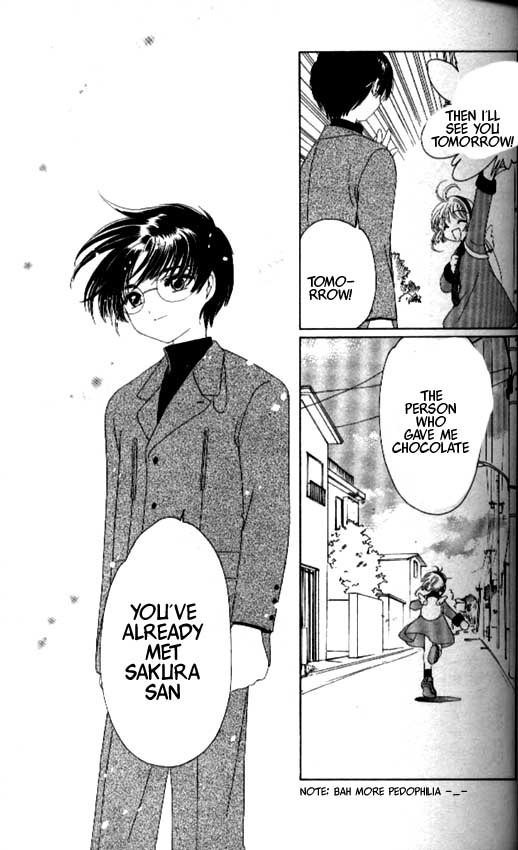 THEN I'LL
SEE YOU
TOMORROW!
TOMO-
RROW!
THE
PERSON
WHO
GAVE ME
CHOCOLATE
YOU'VE
ALREADY
MET
SAKURA
SAN
NOTE: BAH MORE PEDOPHILIA -_-